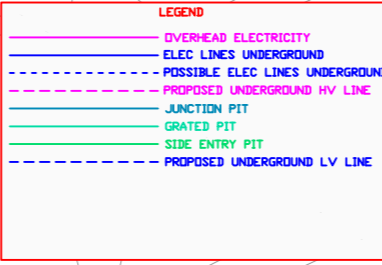 LEGEND
OVERHEAD ELECTRICITY
ELEC LINES UNDERGROUND
POSSIBLE ELEC LINES UNDERGROUND
PROPOSED UNDERGROUND HV LINE
JUNCTION PIT
GRATED PIT
SIDE ENTRY PIT
PROPOSED UNDERGROUND LV LINE